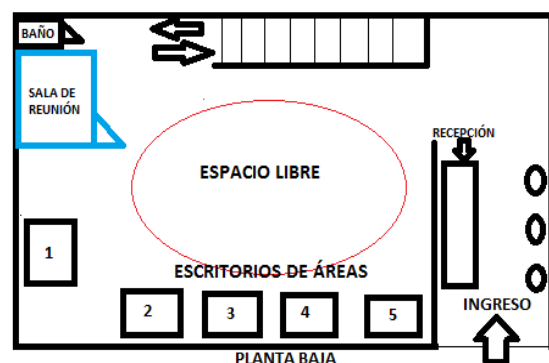 BAÑO
SALA DE
REUNIÓN
RECEPCIÓN
ESPACIO LIBRE
1
ESCRITORIOS DE ÁREAS
2
3
4
5
INGRESO
PLANTA BAJA